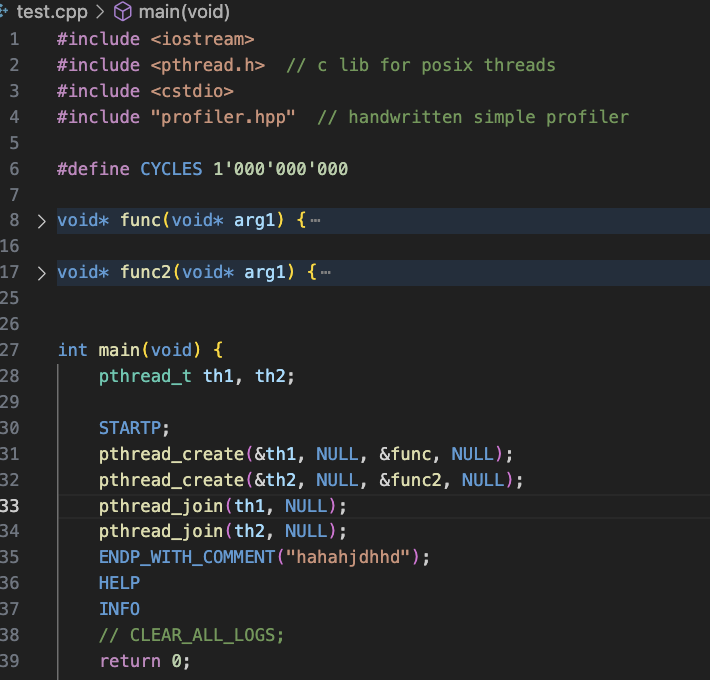 test.cpp > main(void)
1 #include <iostream>
2 #include <pthread.h>  // c lib for posix threads
3 #include <cstdio>
4 #include "profiler.hpp"  // handwritten simple profiler
5
6 #define CYCLES 1'000'000'000
7
8 > void* func(void* arg1) { ⋯
16
17 > void* func2(void* arg1) { ⋯
25
26
27 int main(void) {
28     pthread_t th1, th2;
29
30     STARTP;
31     pthread_create(&th1, NULL, &func, NULL);
32     pthread_create(&th2, NULL, &func2, NULL);
33     pthread_join(th1, NULL);
34     pthread_join(th2, NULL);
35     ENDP_WITH_COMMENT("hahahjdhhd");
36     HELP
37     INFO
38     // CLEAR_ALL_LOGS;
39     return 0;